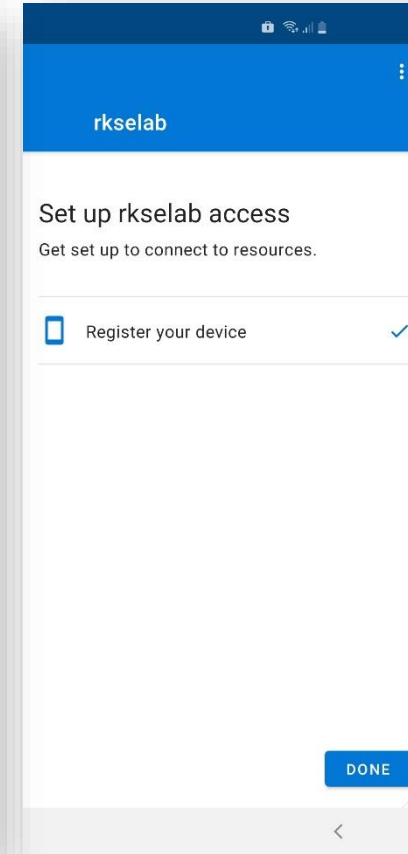 rkselab
Set up rkselab access
Get set up to connect to resources.
Register your device
DONE